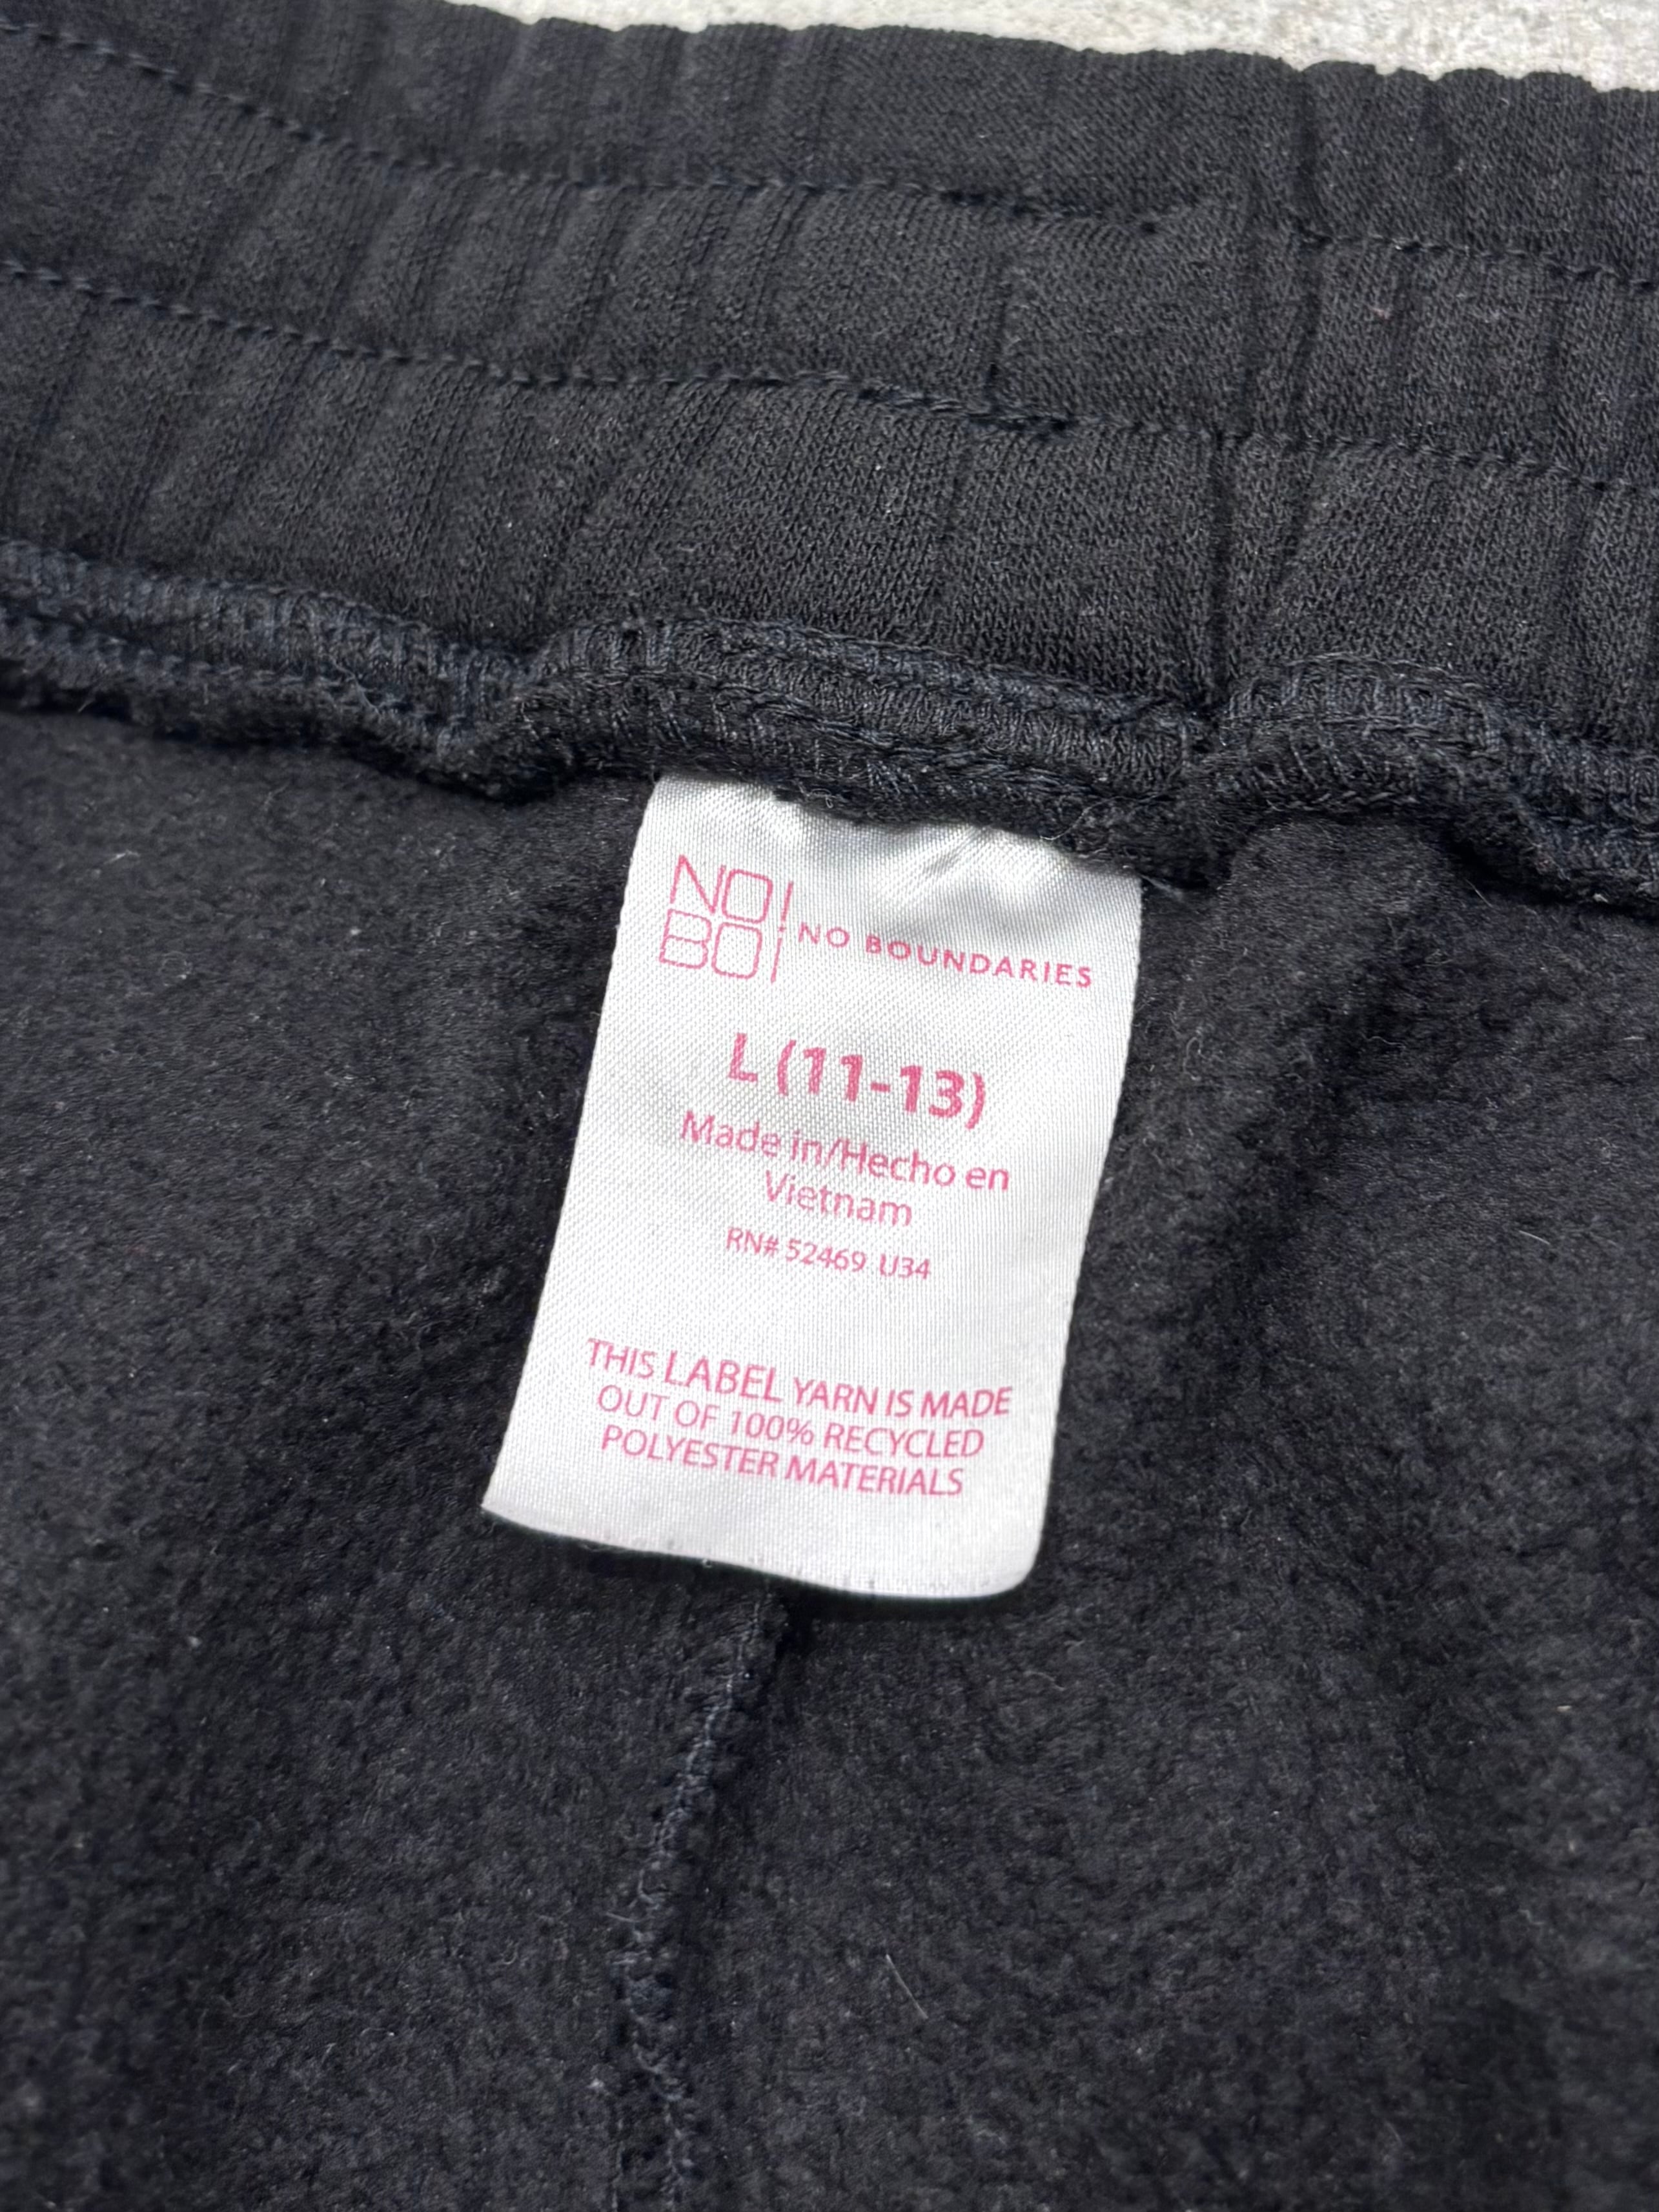 NO
BO
NO BOUNDARIES
L (11-13)
Made in/Hecho en
Vietnam
RN# 52469 U34
THIS LABEL YARN IS MADE
OUT OF 100% RECYCLED
POLYESTER MATERIALS